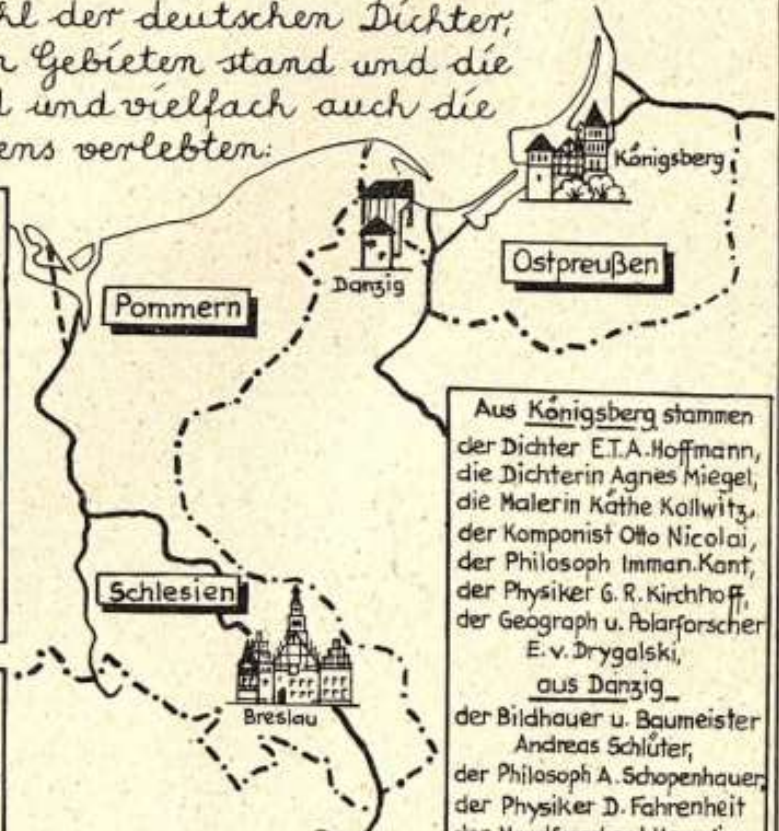 hl der deutschen Dichter,
n Gebieten stand und die
d und vielfach auch die
ens verlebten:
Königsberg
Ostpreußen
Danzig
Pommern
Schlesien
Breslau
Aus Königsberg stammen
der Dichter E.T.A. Hoffmann,
die Dichterin Agnes Miegel,
die Malerin Käthe Kollwitz,
der Komponist Otto Nicolai,
der Philosoph Imman. Kant,
der Physiker G. R. Kirchhoff,
der Geograph u. Polarforscher
E. v. Drygalski,
aus Danzig
der Bildhauer u. Baumeister
Andreas Schlüter,
der Philosoph A. Schopenhauer,
der Physiker D. Fahrenheit